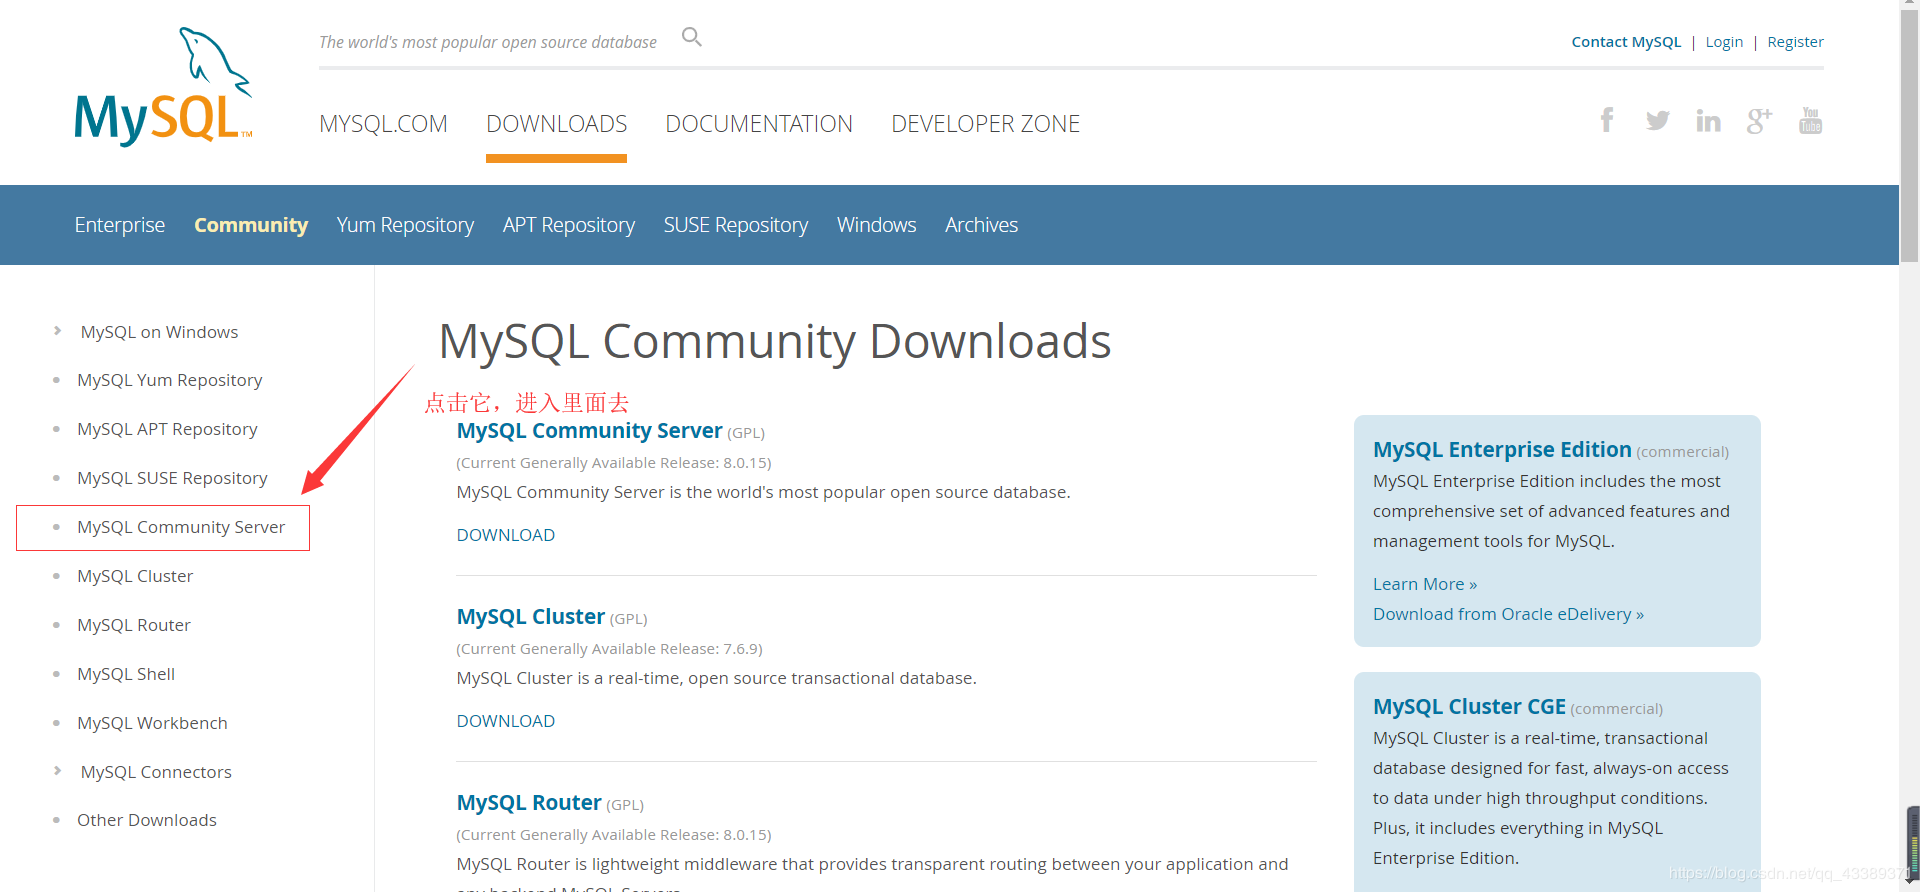 The world's most popular open source database
Contact MySQL | Login | Register
MySQL™
MYSQL.COM DOWNLOADS DOCUMENTATION DEVELOPER ZONE
f in g+ You Tube
Enterprise Community Yum Repository APT Repository SUSE Repository Windows Archives
MySQL on Windows
MySQL Yum Repository
MySQL APT Repository
MySQL SUSE Repository
MySQL Community Server
MySQL Cluster
MySQL Router
MySQL Shell
MySQL Workbench
MySQL Connectors
Other Downloads
MySQL Community Downloads
点击它，进入里面去
MySQL Community Server (GPL)
(Current Generally Available Release: 8.0.15)
MySQL Community Server is the world's most popular open source database.
DOWNLOAD
MySQL Cluster (GPL)
(Current Generally Available Release: 7.6.9)
MySQL Cluster is a real-time, open source transactional database.
DOWNLOAD
MySQL Router (GPL)
(Current Generally Available Release: 8.0.15)
MySQL Router is lightweight middleware that provides transparent routing between your application and
any backend MySQL Servers.
MySQL Enterprise Edition (commercial)
MySQL Enterprise Edition includes the most
comprehensive set of advanced features and
management tools for MySQL.
Learn More »
Download from Oracle eDelivery »
MySQL Cluster CGE (commercial)
MySQL Cluster is a real-time, transactional
database designed for fast, always-on access
to data under high throughput conditions.
Plus, it includes everything in MySQL
Enterprise Edition.